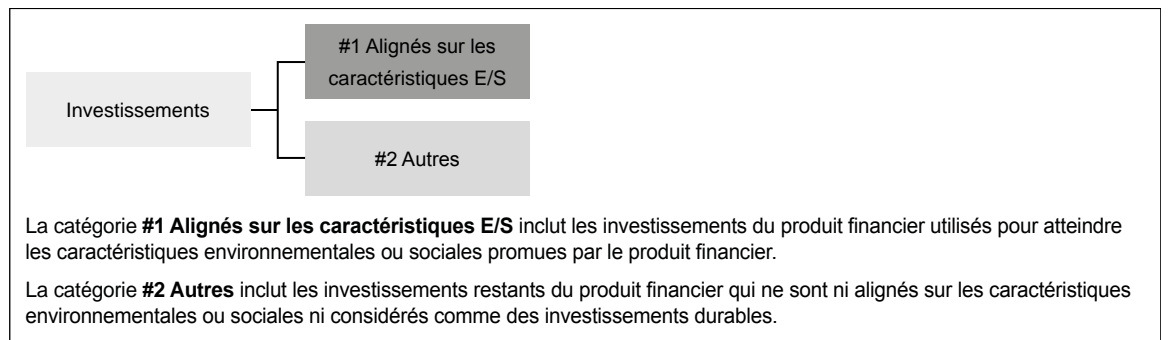 #1 Alignés sur les
caractéristiques E/S
Investissements
#2 Autres
La catégorie #1 Alignés sur les caractéristiques E/S inclut les investissements du produit financier utilisés pour atteindre
les caractéristiques environnementales ou sociales promues par le produit financier.
La catégorie #2 Autres inclut les investissements restants du produit financier qui ne sont ni alignés sur les caractéristiques
environnementales ou sociales ni considérés comme des investissements durables.